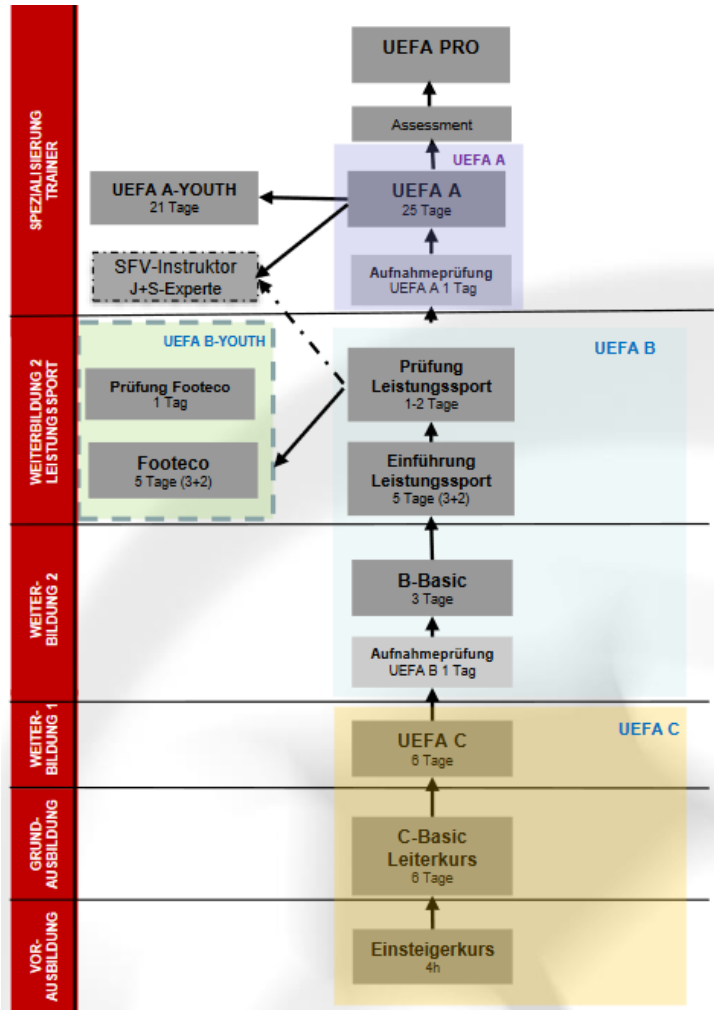 SPEZIALISIERUNG
TRAINER
UEFA PRO
Assessment
UEFA A
UEFA A-YOUTH
21 Tage
UEFA A
25 Tage
SFV-Instruktor
J+S-Experte
Aufnahmeprüfung
UEFA A 1 Tag
WEITERBILDUNG 2
LEISTUNGSSPORT
UEFA B-YOUTH
UEFA B
Prüfung Footeco
1 Tag
Prüfung
Leistungssport
1-2 Tage
Footeco
5 Tage (3+2)
Einführung
Leistungssport
5 Tage (3+2)
WEITER-
BILDUNG 2
B-Basic
3 Tage
Aufnahmeprüfung
UEFA B 1 Tag
WEITER-
BILDUNG 1
UEFA C
UEFA C
6 Tage
GRUND-
AUSBILDUNG
C-Basic
Leiterkurs
6 Tage
VOR-
AUSBILDUNG
Einsteigerkurs
4h